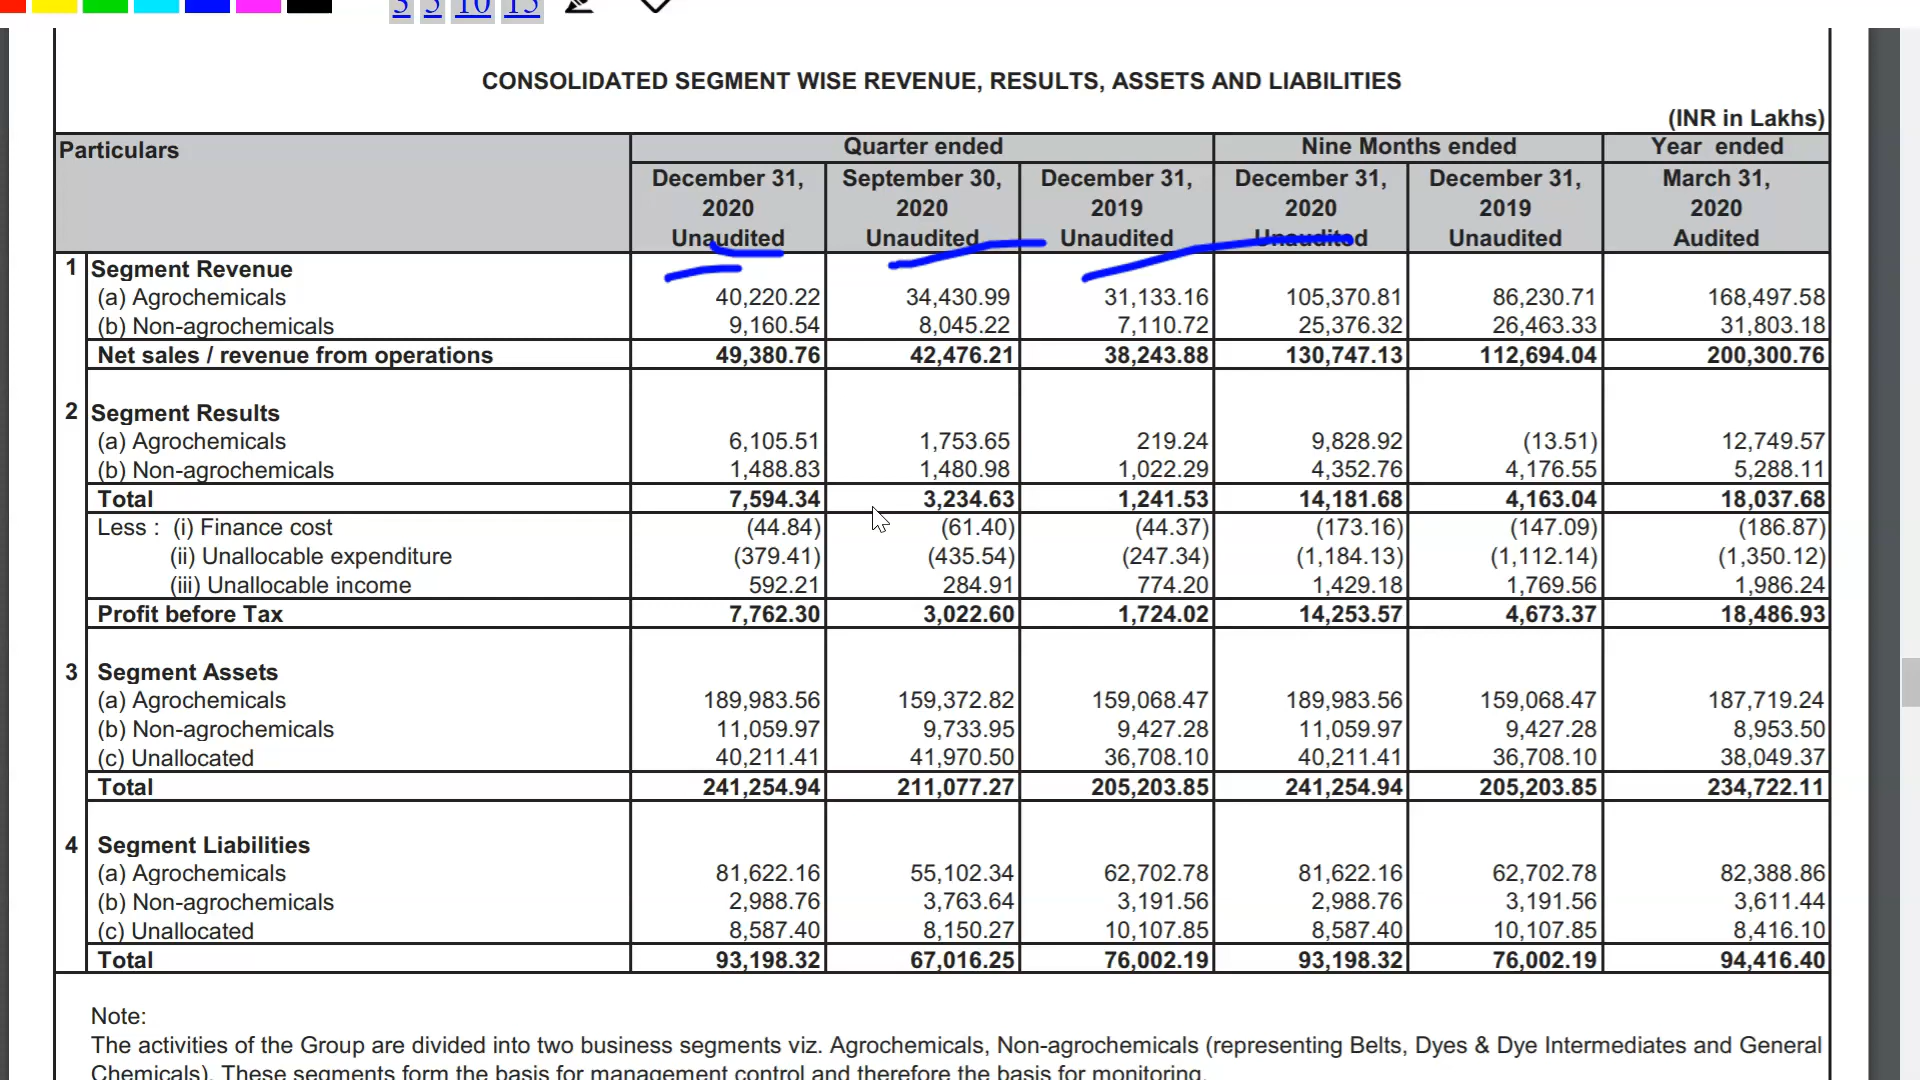 3 5 10 15
CONSOLIDATED SEGMENT WISE REVENUE, RESULTS, ASSETS AND LIABILITIES
(INR in Lakhs)
Particulars Quarter ended Nine Months ended Year ended
December 31, September 30, December 31, December 31, December 31, March 31,
2020 2020 2019 2020 2019 2020
Unaudited Unaudited Unaudited Unaudited Unaudited Audited
1 Segment Revenue
(a) Agrochemicals 40,220.22 34,430.99 31,133.16 105,370.81 86,230.71 168,497.58
(b) Non-agrochemicals 9,160.54 8,045.22 7,110.72 25,376.32 26,463.33 31,803.18
Net sales / revenue from operations 49,380.76 42,476.21 38,243.88 130,747.13 112,694.04 200,300.76
2 Segment Results
(a) Agrochemicals 6,105.51 1,753.65 219.24 9,828.92 (13.51) 12,749.57
(b) Non-agrochemicals 1,488.83 1,480.98 1,022.29 4,352.76 4,176.55 5,288.11
Total 7,594.34 3,234.63 1,241.53 14,181.68 4,163.04 18,037.68
Less : (i) Finance cost (44.84) (61.40) (44.37) (173.16) (147.09) (186.87)
(ii) Unallocable expenditure (379.41) (435.54) (247.34) (1,184.13) (1,112.14) (1,350.12)
(iii) Unallocable income 592.21 284.91 774.20 1,429.18 1,769.56 1,986.24
Profit before Tax 7,762.30 3,022.60 1,724.02 14,253.57 4,673.37 18,486.93
3 Segment Assets
(a) Agrochemicals 189,983.56 159,372.82 159,068.47 189,983.56 159,068.47 187,719.24
(b) Non-agrochemicals 11,059.97 9,733.95 9,427.28 11,059.97 9,427.28 8,953.50
(c) Unallocated 40,211.41 41,970.50 36,708.10 40,211.41 36,708.10 38,049.37
Total 241,254.94 211,077.27 205,203.85 241,254.94 205,203.85 234,722.11
4 Segment Liabilities
(a) Agrochemicals 81,622.16 55,102.34 62,702.78 81,622.16 62,702.78 82,388.86
(b) Non-agrochemicals 2,988.76 3,763.64 3,191.56 2,988.76 3,191.56 3,611.44
(c) Unallocated 8,587.40 8,150.27 10,107.85 8,587.40 10,107.85 8,416.10
Total 93,198.32 67,016.25 76,002.19 93,198.32 76,002.19 94,416.40
Note:
The activities of the Group are divided into two business segments viz. Agrochemicals, Non-agrochemicals (representing Belts, Dyes & Dye Intermediates and General
Chemicals). These segments form the basis for management control and therefore the basis for monitoring.